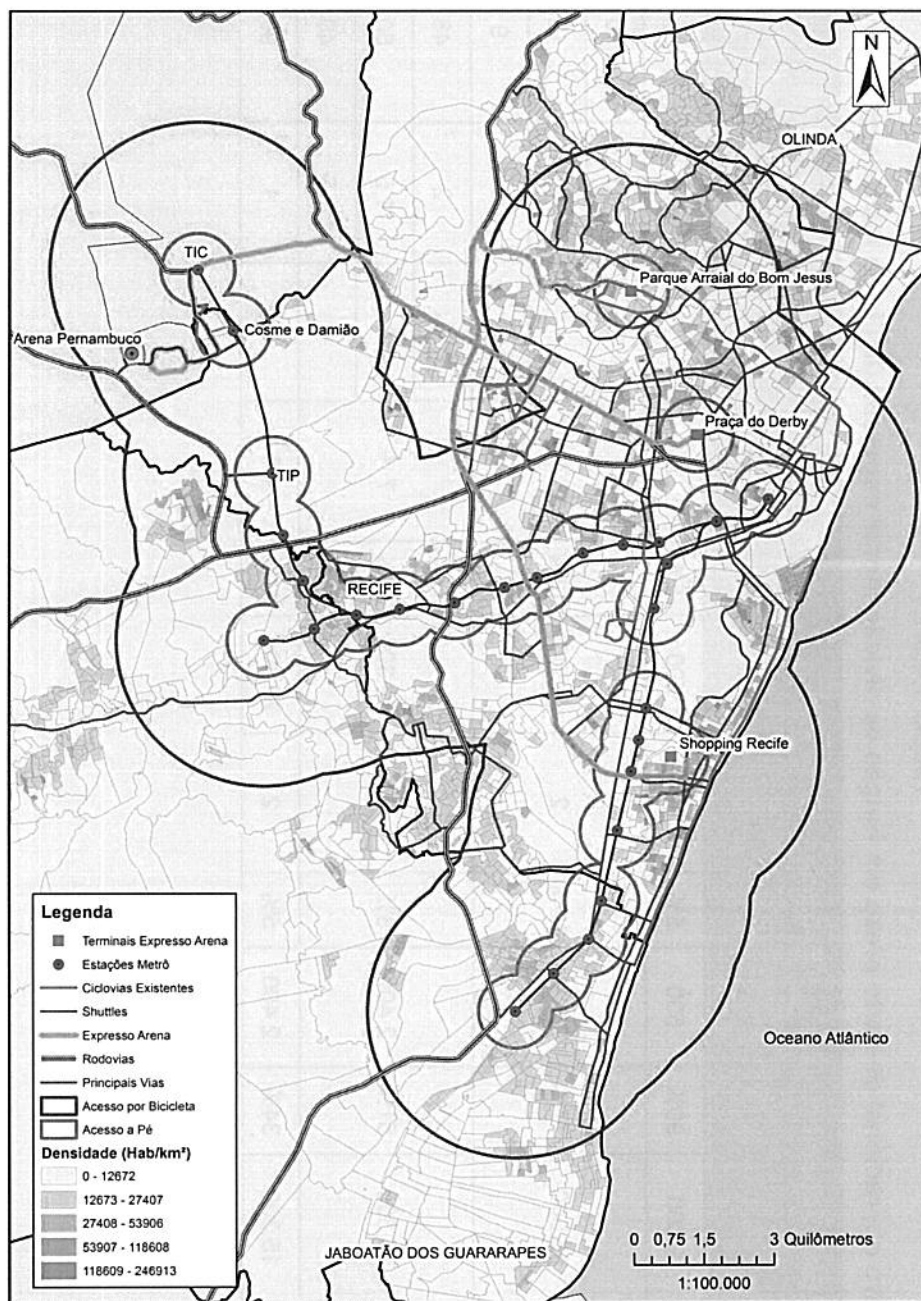 N
OLINDA
TIC
Parque Arraial do Bom Jesus
Cosme e Damião
Arena Pernambuco
Praça do Derby
TIP
RECIFE
Shopping Recife
Legenda
Terminais Expresso Arena
Estações Metrô
Ciclovias Existentes
Shuttles
Expresso Arena
Rodovias
Principais Vias
Acesso por Bicicleta
Acesso a Pé
Densidade (Hab/km²)
0 - 12672
12673 - 27407
27408 - 53906
53907 - 118608
118609 - 246913
Oceano Atlântico
JABOATÃO DOS GUARARAPES
0 0,75 1,5 3 Quilômetros
1:100.000